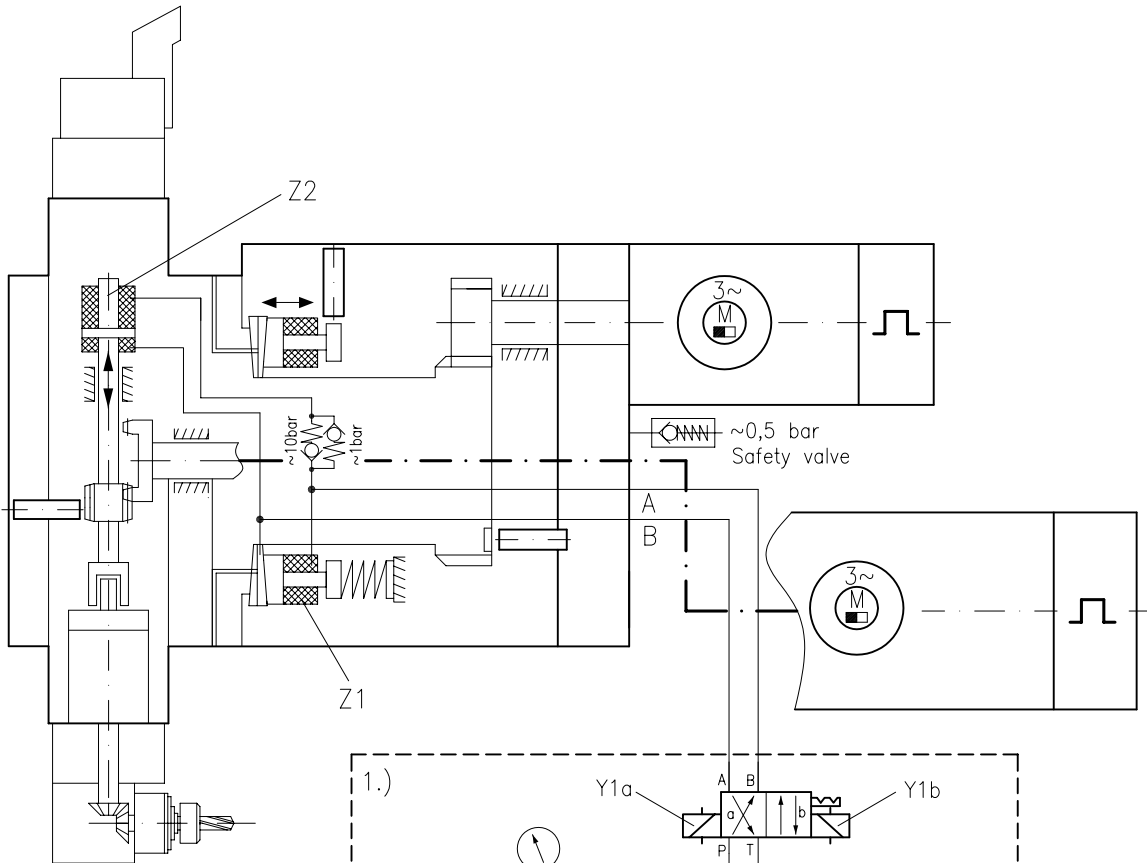 Z2
3~
M
~10bar
~1bar
~0,5 bar
Safety valve
A
B
3~
M
Z1
1.)
A B
Y1a
a
b
Y1b
P T